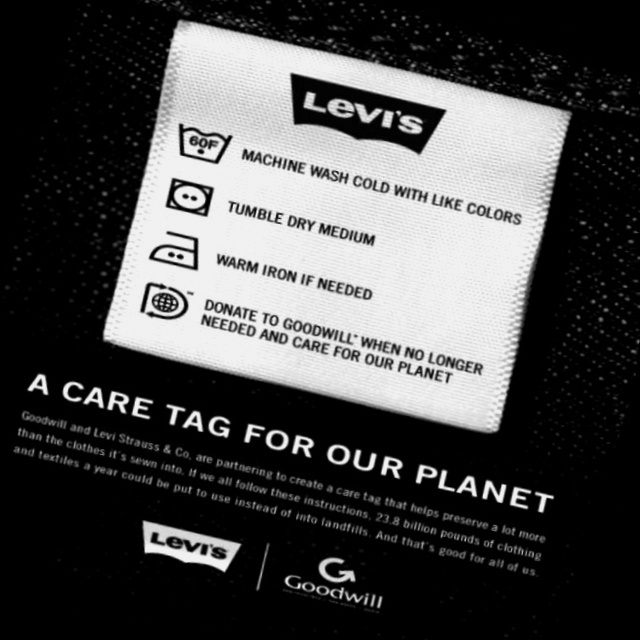 Levi's
60F
MACHINE WASH COLD WITH LIKE COLORS
TUMBLE DRY MEDIUM
WARM IRON IF NEEDED
DONATE TO GOODWILL® WHEN NO LONGER
NEEDED AND CARE FOR OUR PLANET
A CARE TAG FOR OUR PLANET
Goodwill and Levi Strauss & Co. are partnering to create a care tag that helps preserve a lot more
than the clothes it's sewn into. If we all follow these instructions, 23.8 billion pounds of clothing
and textiles a year could be put to use instead of into landfills. And that's good for all of us.
Levi's
Goodwill